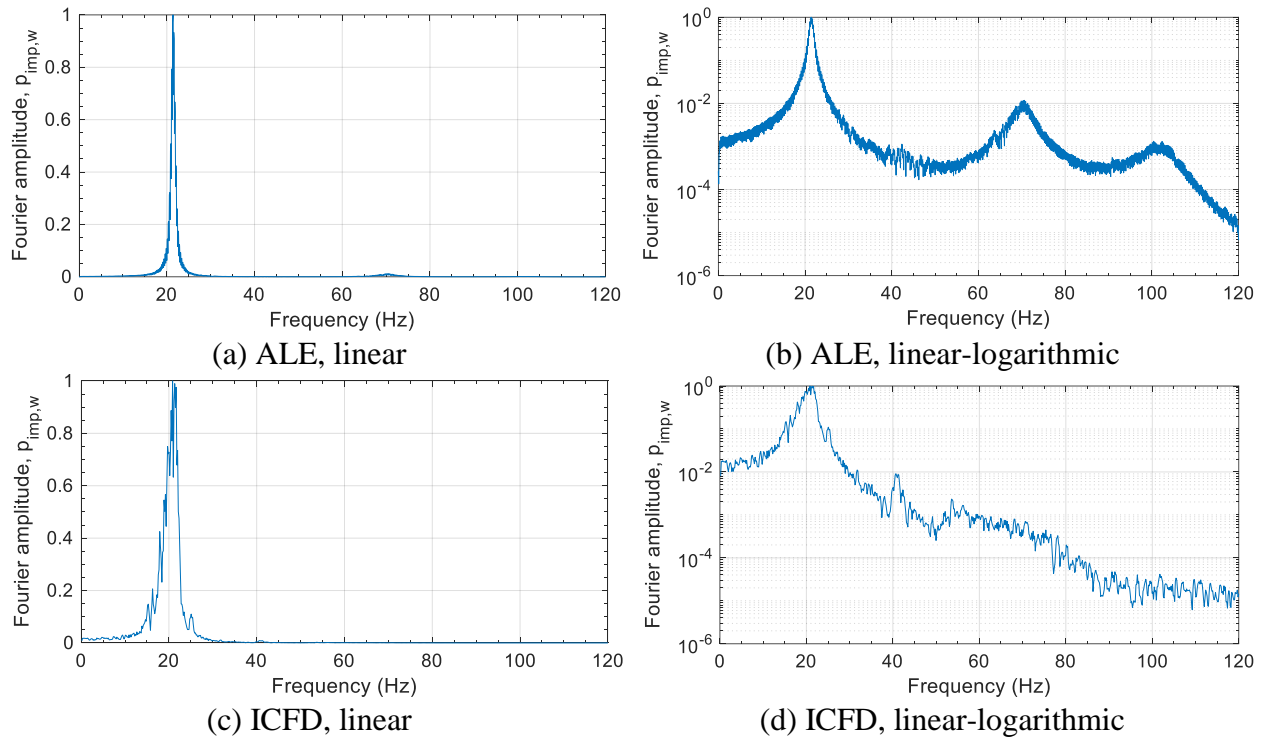 Fourier amplitude, p_imp,w
1
0.8
0.6
0.4
0.2
0
0 20 40 60 80 100 120
Frequency (Hz)
(a) ALE, linear
Fourier amplitude, p_imp,w
10^0
10^-2
10^-4
10^-6
0 20 40 60 80 100 120
Frequency (Hz)
(b) ALE, linear-logarithmic
Fourier amplitude, p_imp,w
1
0.8
0.6
0.4
0.2
0
0 20 40 60 80 100 120
Frequency (Hz)
(c) ICFD, linear
Fourier amplitude, p_imp,w
10^0
10^-2
10^-4
10^-6
0 20 40 60 80 100 120
Frequency (Hz)
(d) ICFD, linear-logarithmic